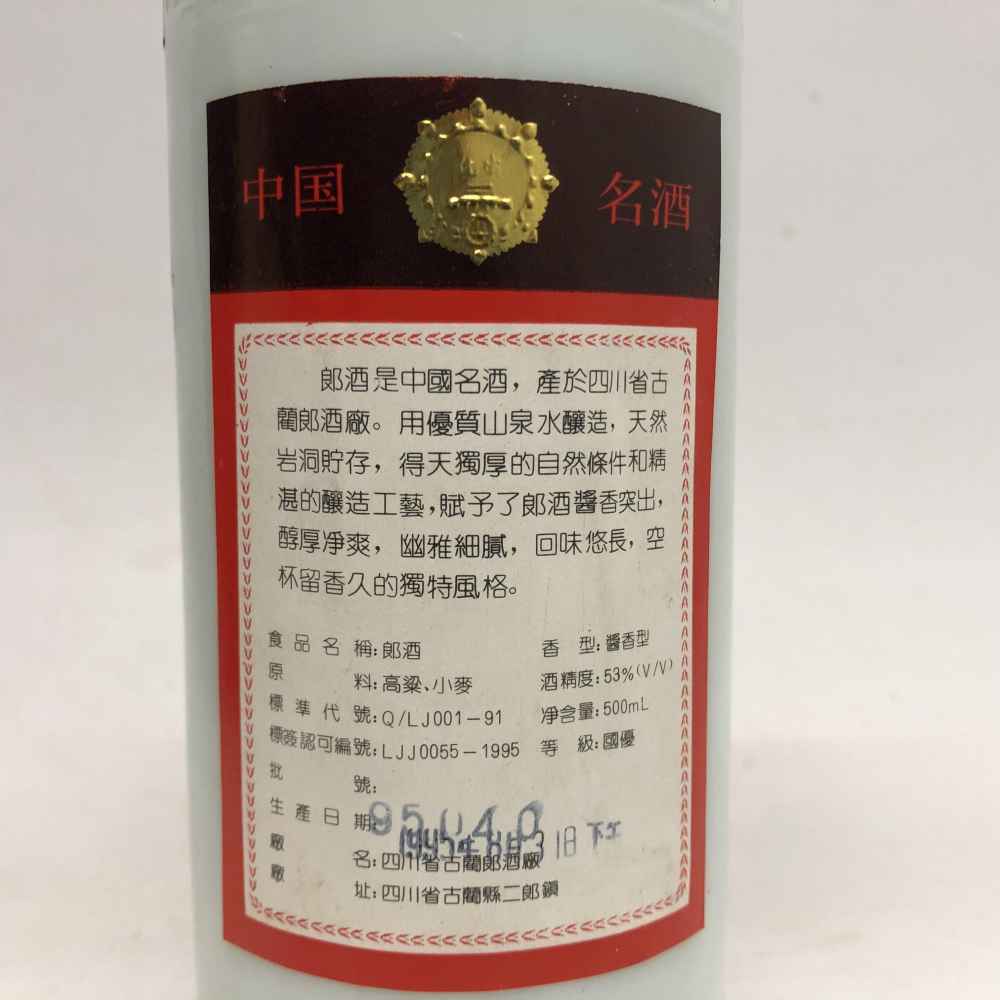 中国 名酒
郎酒是中國名酒，產於四川省古
藺郎酒廠。用優質山泉水釀造，天然
岩洞貯存，得天獨厚的自然條件和精
湛的釀造工藝，賦予了郎酒醬香突出，
醇厚凈爽，幽雅細膩，回味悠長，空
杯留香久的獨特風格。
食品名稱:郎酒 香型:醬香型
原料:高粱、小麥 酒精度:53%(V/V)
標準代號:Q/LJ001-91 净含量:500mL
標簽認可編號:LJJ0055-1995 等級:國優
批號:
生產日期:
廠名:四川省古藺郎酒廠
廠址:四川省古藺縣二郎鎮